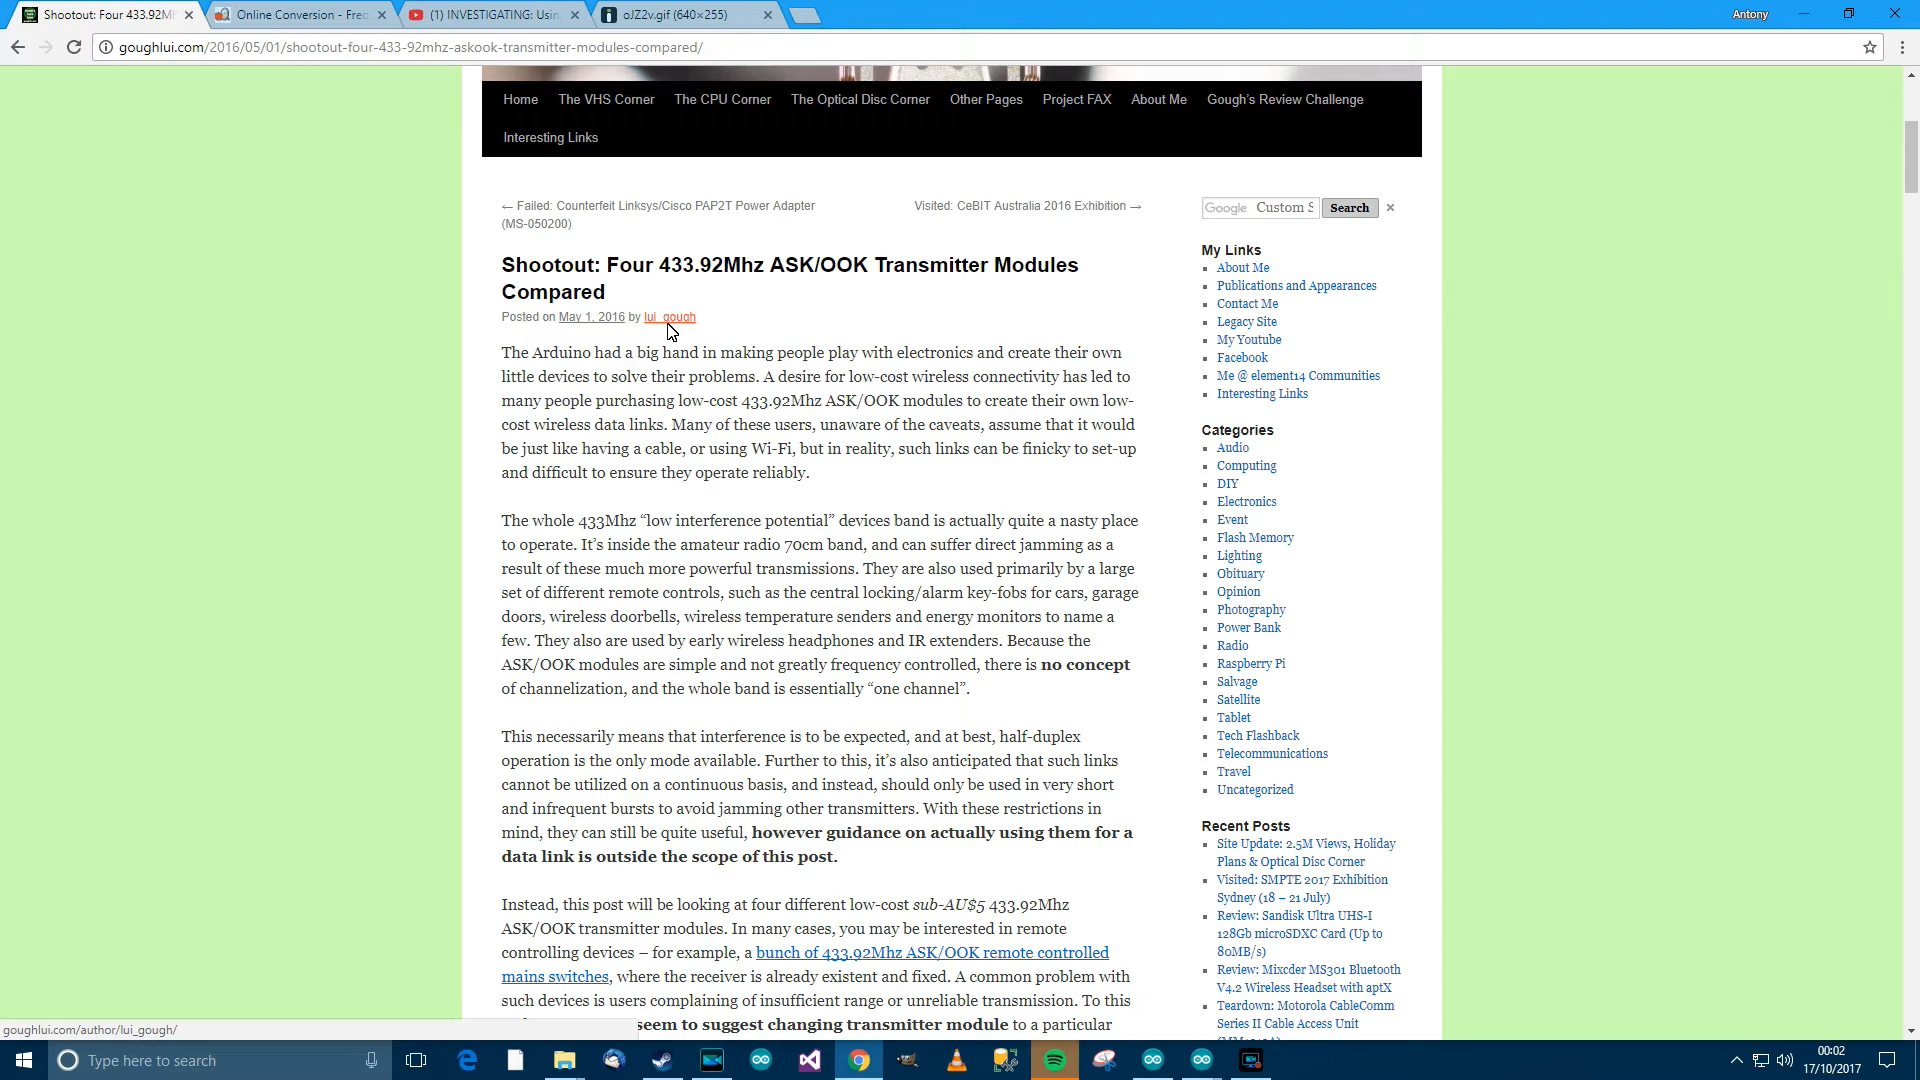 Shootout: Four 433.92M
Online Conversion - Freq
(1) INVESTIGATING: Usin
oJZ2v.gif (640×255)
Antony
goughlui.com/2016/05/01/shootout-four-433-92mhz-askook-transmitter-modules-compared/
Home The VHS Corner The CPU Corner The Optical Disc Corner Other Pages Project FAX About Me Gough's Review Challenge
Interesting Links
← Failed: Counterfeit Linksys/Cisco PAP2T Power Adapter
(MS-050200)
Visited: CeBIT Australia 2016 Exhibition →
Shootout: Four 433.92Mhz ASK/OOK Transmitter Modules
Compared
Posted on May 1, 2016 by lui_gough
The Arduino had a big hand in making people play with electronics and create their own
little devices to solve their problems. A desire for low-cost wireless connectivity has led to
many people purchasing low-cost 433.92Mhz ASK/OOK modules to create their own low-
cost wireless data links. Many of these users, unaware of the caveats, assume that it would
be just like having a cable, or using Wi-Fi, but in reality, such links can be finicky to set-up
and difficult to ensure they operate reliably.
The whole 433Mhz “low interference potential” devices band is actually quite a nasty place
to operate. It’s inside the amateur radio 70cm band, and can suffer direct jamming as a
result of these much more powerful transmissions. They are also used primarily by a large
set of different remote controls, such as the central locking/alarm key-fobs for cars, garage
doors, wireless doorbells, wireless temperature senders and energy monitors to name a
few. They also are used by early wireless headphones and IR extenders. Because the
ASK/OOK modules are simple and not greatly frequency controlled, there is no concept
of channelization, and the whole band is essentially “one channel”.
This necessarily means that interference is to be expected, and at best, half-duplex
operation is the only mode available. Further to this, it’s also anticipated that such links
cannot be utilized on a continuous basis, and instead, should only be used in very short
and infrequent bursts to avoid jamming other transmitters. With these restrictions in
mind, they can still be quite useful, however guidance on actually using them for a
data link is outside the scope of this post.
Instead, this post will be looking at four different low-cost sub-AU$5 433.92Mhz
ASK/OOK transmitter modules. In many cases, you may be interested in remote
controlling devices – for example, a bunch of 433.92Mhz ASK/OOK remote controlled
mains switches, where the receiver is already existent and fixed. A common problem with
such devices is users complaining of insufficient range or unreliable transmission. To this
seem to suggest changing transmitter module to a particular
Google Custom S Search ×
My Links
About Me
Publications and Appearances
Contact Me
Legacy Site
My Youtube
Facebook
Me @ element14 Communities
Interesting Links
Categories
Audio
Computing
DIY
Electronics
Event
Flash Memory
Lighting
Obituary
Opinion
Photography
Power Bank
Radio
Raspberry Pi
Salvage
Satellite
Tablet
Tech Flashback
Telecommunications
Travel
Uncategorized
Recent Posts
Site Update: 2.5M Views, Holiday
Plans & Optical Disc Corner
Visited: SMPTE 2017 Exhibition
Sydney (18 – 21 July)
Review: Sandisk Ultra UHS-I
128Gb microSDXC Card (Up to
80MB/s)
Review: Mixcder MS301 Bluetooth
V4.2 Wireless Headset with aptX
Teardown: Motorola CableComm
Series II Cable Access Unit
goughlui.com/author/lui_gough/
Type here to search
00:02
17/10/2017